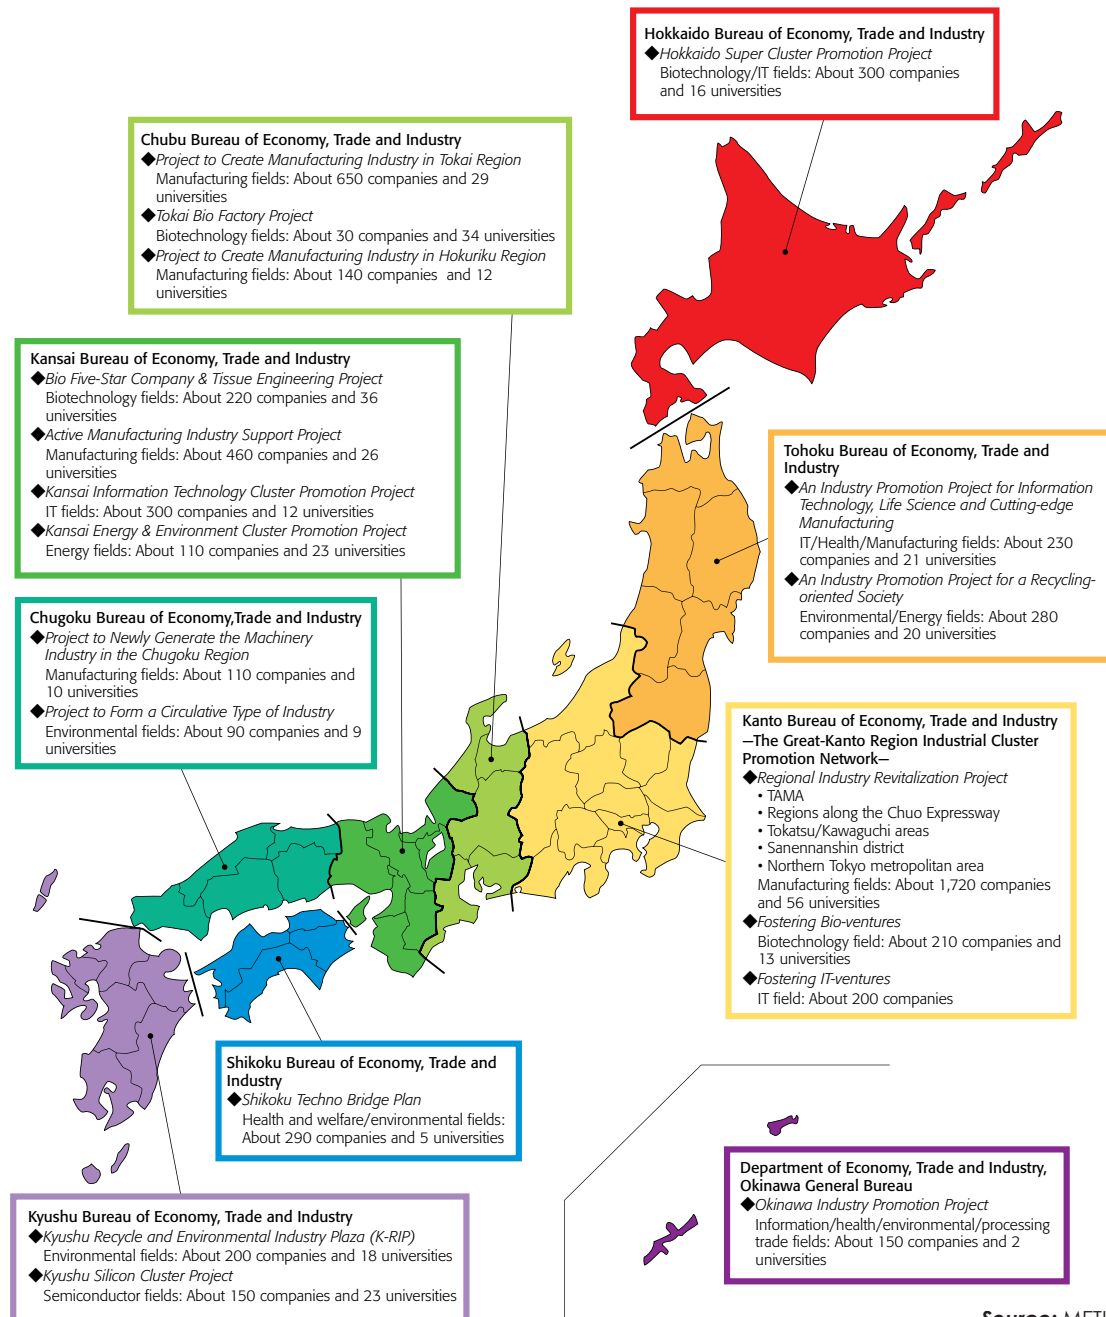 Hokkaido Bureau of Economy, Trade and Industry
◆Hokkaido Super Cluster Promotion Project
Biotechnology/IT fields: About 300 companies
and 16 universities
Chubu Bureau of Economy, Trade and Industry
◆Project to Create Manufacturing Industry in Tokai Region
Manufacturing fields: About 650 companies and 29
universities
◆Tokai Bio Factory Project
Biotechnology fields: About 30 companies and 34 universities
◆Project to Create Manufacturing Industry in Hokuriku Region
Manufacturing fields: About 140 companies and 12
universities
Kansai Bureau of Economy, Trade and Industry
◆Bio Five-Star Company & Tissue Engineering Project
Biotechnology fields: About 220 companies and 36
universities
◆Active Manufacturing Industry Support Project
Manufacturing fields: About 460 companies and 26
universities
◆Kansai Information Technology Cluster Promotion Project
IT fields: About 300 companies and 12 universities
◆Kansai Energy & Environment Cluster Promotion Project
Energy fields: About 110 companies and 23 universities
Tohoku Bureau of Economy, Trade and
Industry
◆An Industry Promotion Project for Information
Technology, Life Science and Cutting-edge
Manufacturing
IT/Health/Manufacturing fields: About 230
companies and 21 universities
◆An Industry Promotion Project for a Recycling-
oriented Society
Environmental/Energy fields: About 280
companies and 20 universities
Chugoku Bureau of Economy,Trade and Industry
◆Project to Newly Generate the Machinery
Industry in the Chugoku Region
Manufacturing fields: About 110 companies and
10 universities
◆Project to Form a Circulative Type of Industry
Environmental fields: About 90 companies and 9
universities
Kanto Bureau of Economy, Trade and Industry
—The Great-Kanto Region Industrial Cluster
Promotion Network—
◆Regional Industry Revitalization Project
• TAMA
• Regions along the Chuo Expressway
• Tokatsu/Kawaguchi areas
• Sanennanshin district
• Northern Tokyo metropolitan area
Manufacturing fields: About 1,720 companies
and 56 universities
◆Fostering Bio-ventures
Biotechnology field: About 210 companies and
13 universities
◆Fostering IT-ventures
IT field: About 200 companies
Shikoku Bureau of Economy, Trade and
Industry
◆Shikoku Techno Bridge Plan
Health and welfare/environmental fields:
About 290 companies and 5 universities
Department of Economy, Trade and Industry,
Okinawa General Bureau
◆Okinawa Industry Promotion Project
Information/health/environmental/processing
trade fields: About 150 companies and 2
universities
Kyushu Bureau of Economy, Trade and Industry
◆Kyushu Recycle and Environmental Industry Plaza (K-RIP)
Environmental fields: About 200 companies and 18 universities
◆Kyushu Silicon Cluster Project
Semiconductor fields: About 150 companies and 23 universities
Source: METI